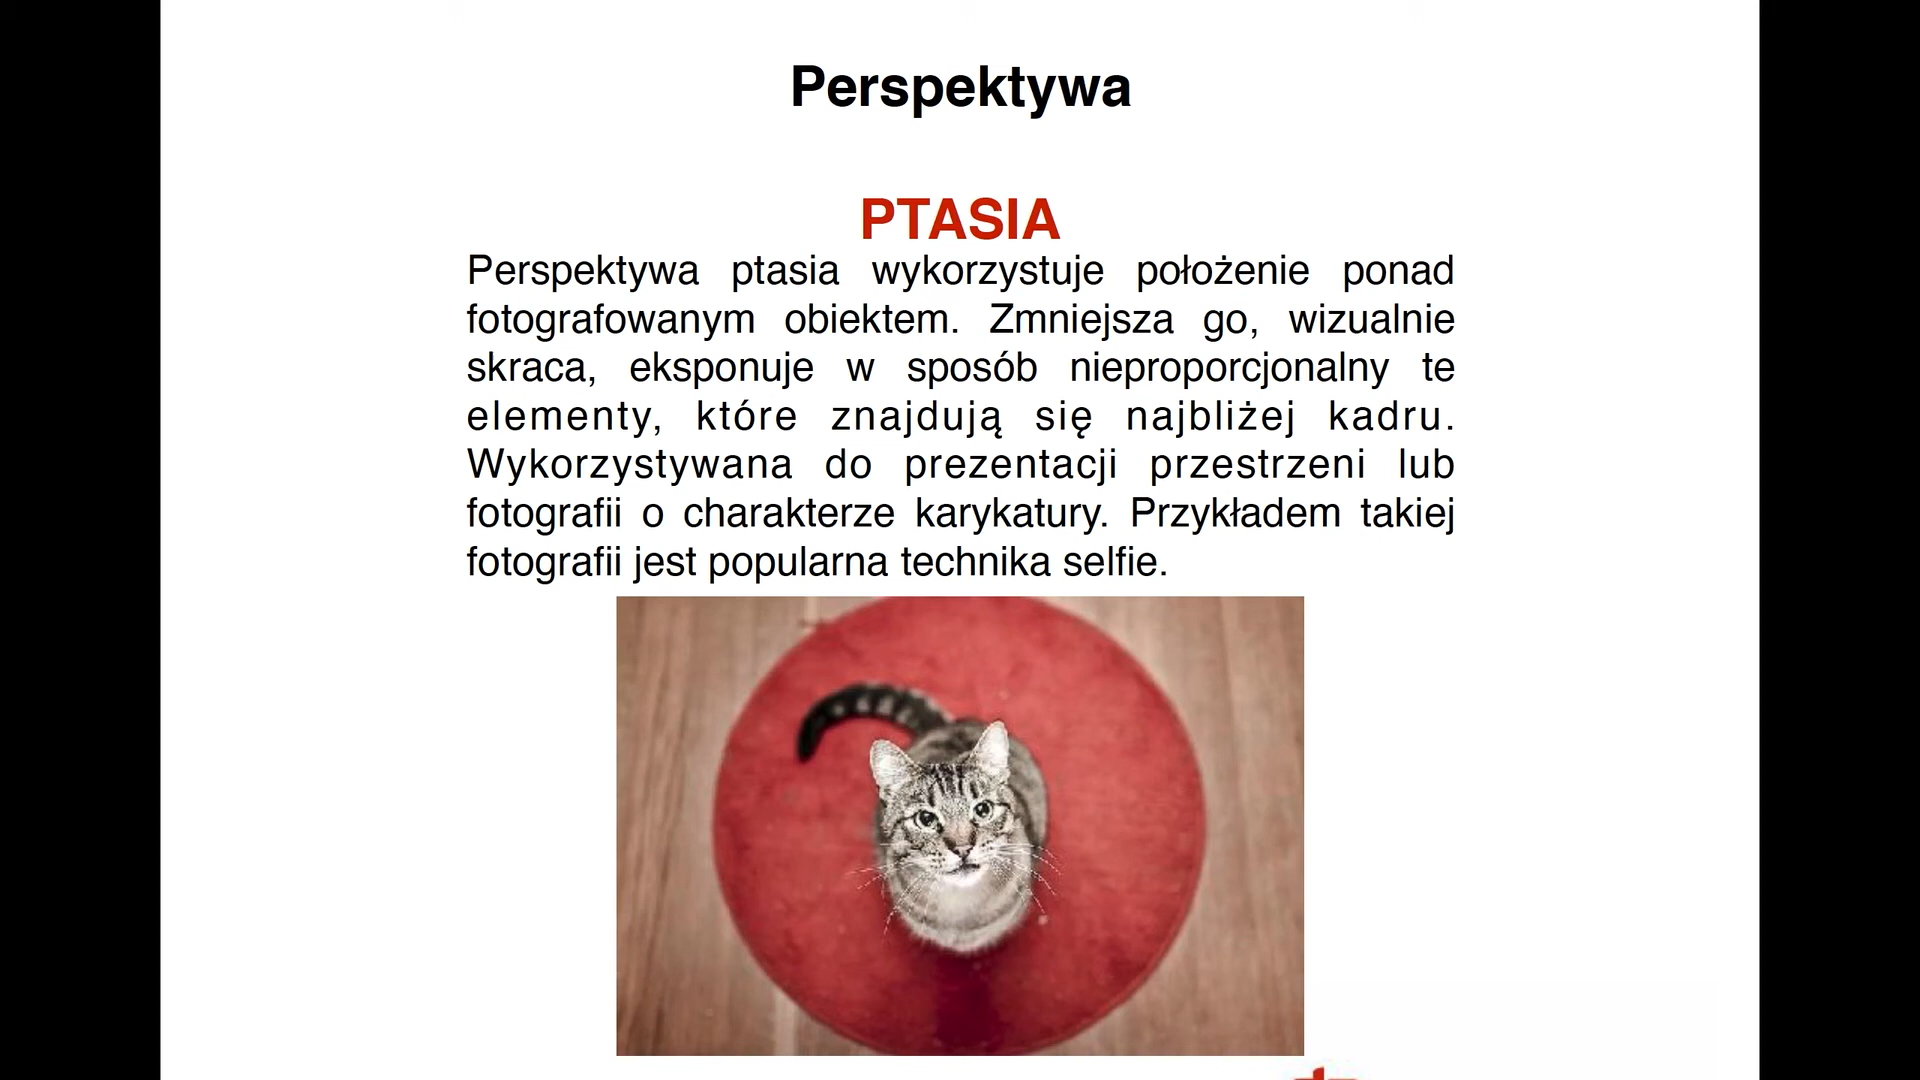 Perspektywa
PTASIA
Perspektywa ptasia wykorzystuje położenie ponad
fotografowanym obiektem. Zmniejsza go, wizualnie
skraca, eksponuje w sposób nieproporcjonalny te
elementy, które znajdują się najbliżej kadru.
Wykorzystywana do prezentacji przestrzeni lub
fotografii o charakterze karykatury. Przykładem takiej
fotografii jest popularna technika selfie.